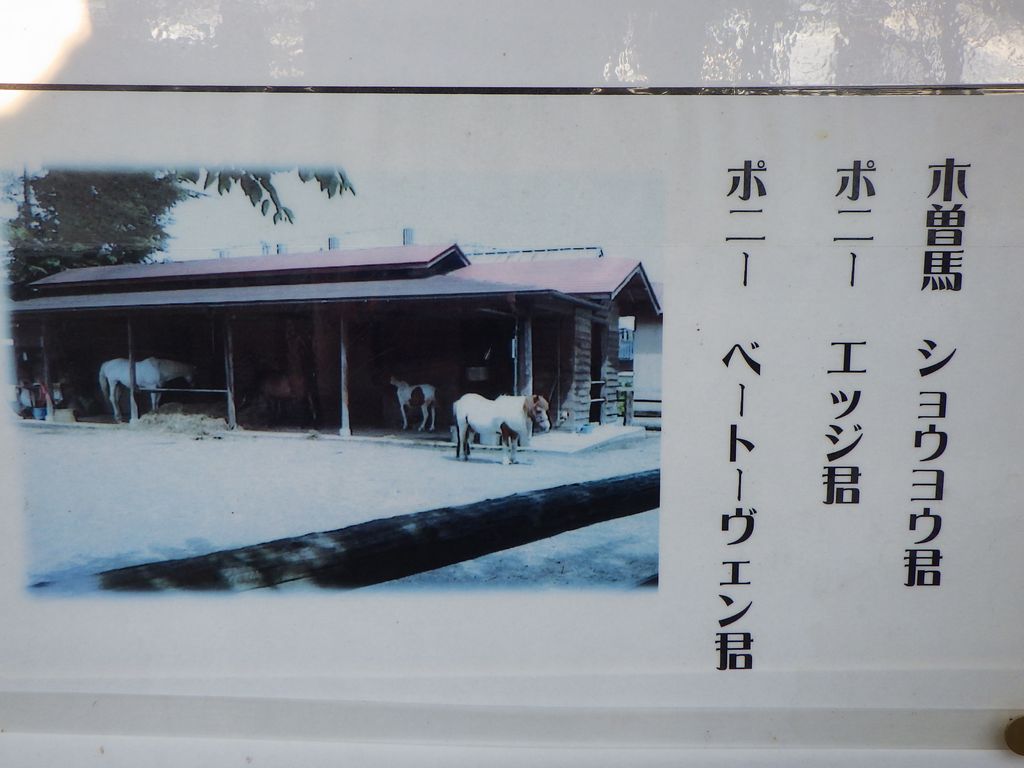 木曽馬 ショウヨウ君
ポニー エッジ君
ポニー ベートーヴェン君